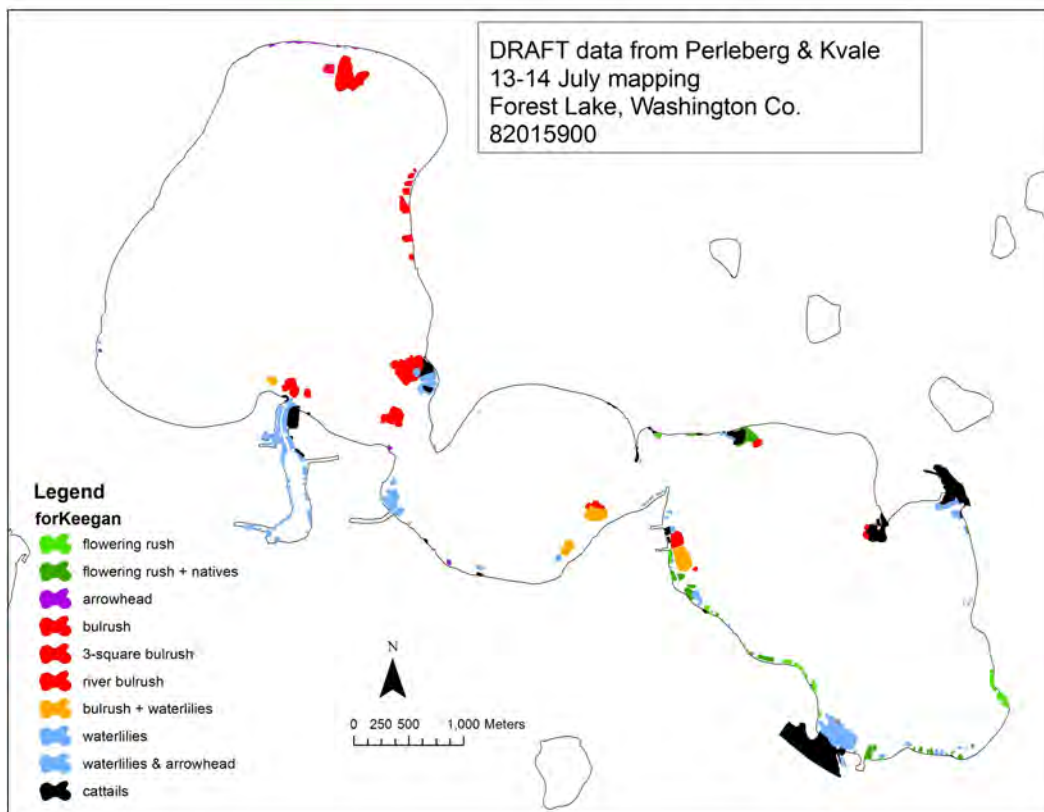 DRAFT data from Perleberg & Kvale
13-14 July mapping
Forest Lake, Washington Co.
82015900
Legend
forKeegan
flowering rush
flowering rush + natives
arrowhead
bulrush
3-square bulrush
river bulrush
bulrush + waterlilies
waterlilies
waterlilies & arrowhead
cattails
N
0 250 500 1,000 Meters